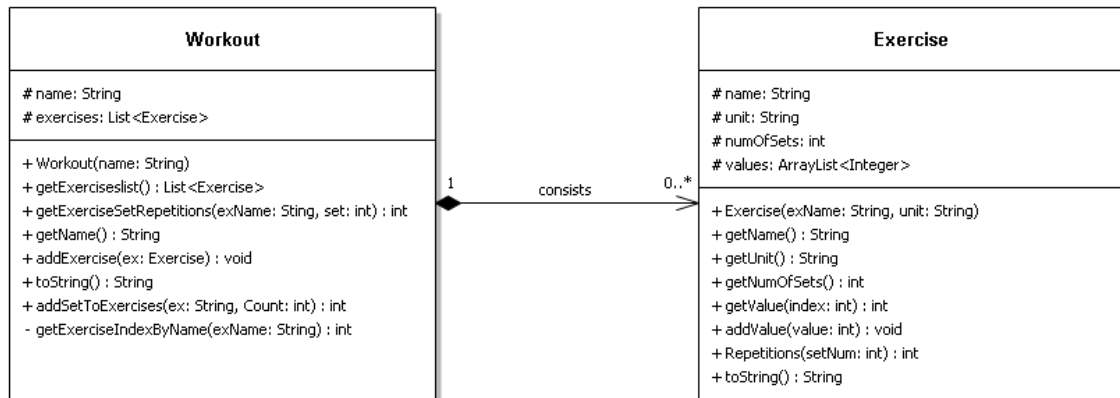 Workout
# name: String
# exercises: List<Exercise>
+ Workout(name: String)
+ getExerciseslist() : List<Exercise>
+ getExerciseSetRepetitions(exName: Sting, set: int) : int
+ getName() : String
+ addExercise(ex: Exercise) : void
+ toString() : String
+ addSetToExercises(ex: String, Count: int) : int
- getExerciseIndexByName(exName: String) : int
1
consists
0..*
Exercise
# name: String
# unit: String
# numOfSets: int
# values: ArrayList<Integer>
+ Exercise(exName: String, unit: String)
+ getName() : String
+ getUnit() : String
+ getNumOfSets() : int
+ getValue(index: int) : int
+ addValue(value: int) : void
+ Repetitions(setNum: int) : int
+ toString() : String